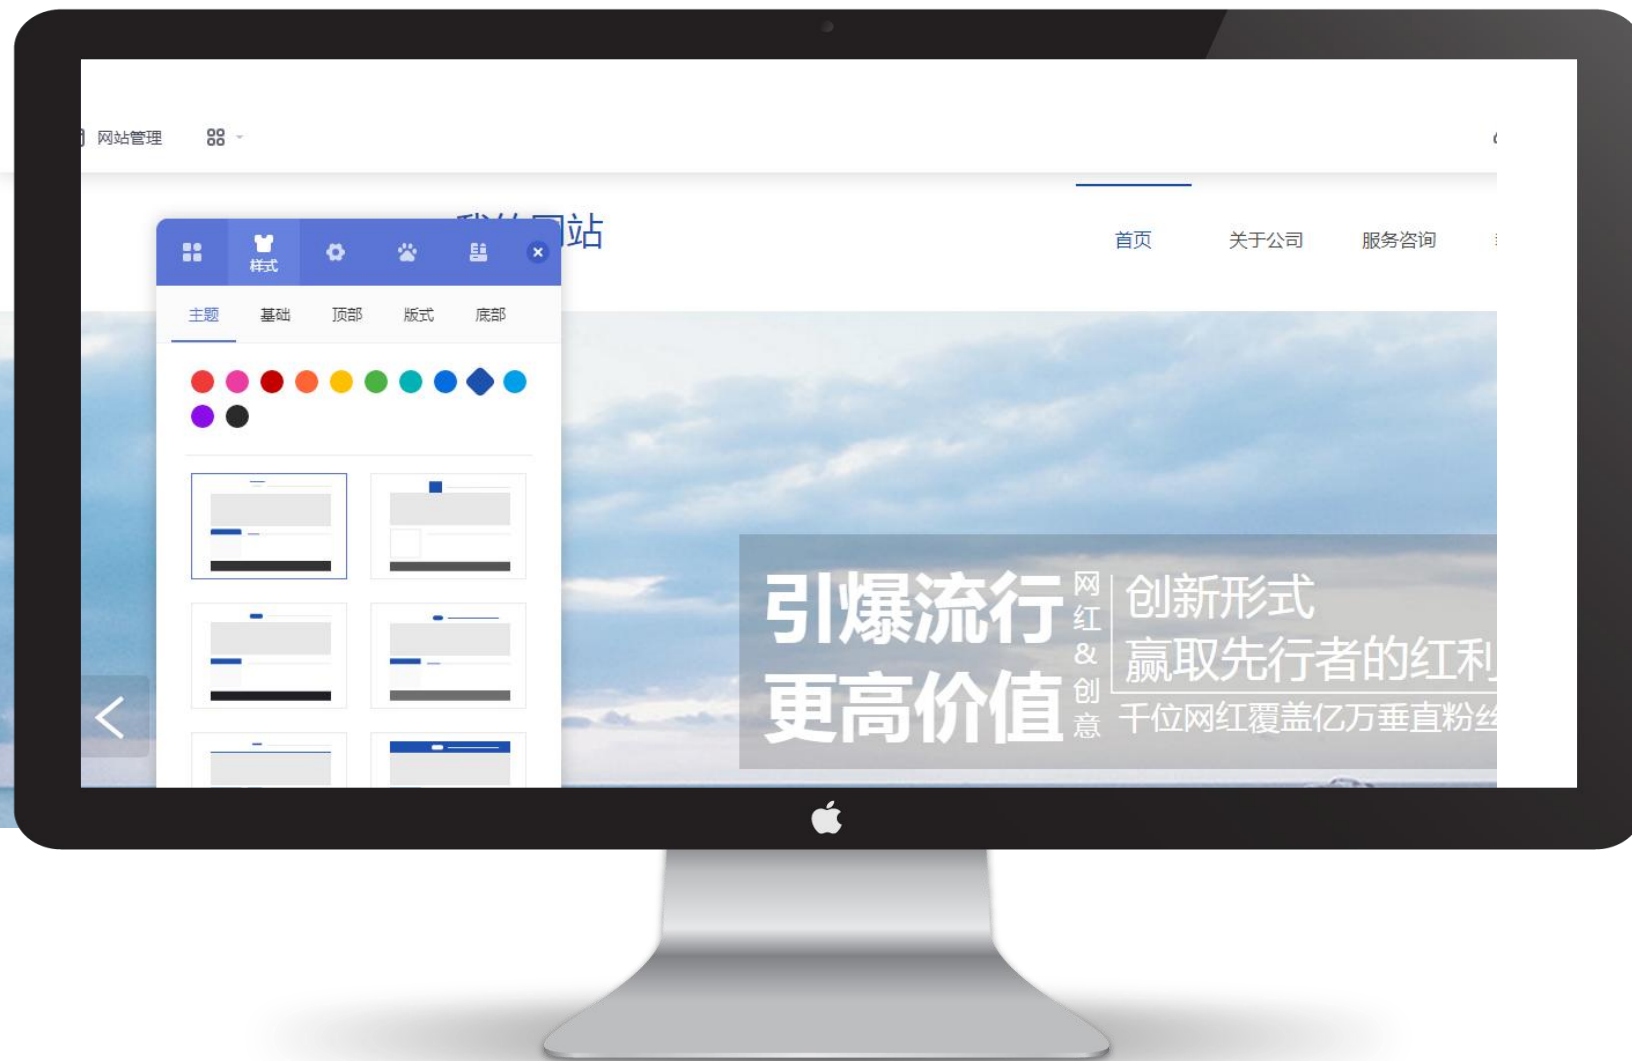 网站管理
站
首页 关于公司 服务咨询
样式
主题 基础 顶部 版式 底部
引爆流行
更高价值
网红&创意
创新形式
赢取先行者的红利
千位网红覆盖亿万垂直粉丝